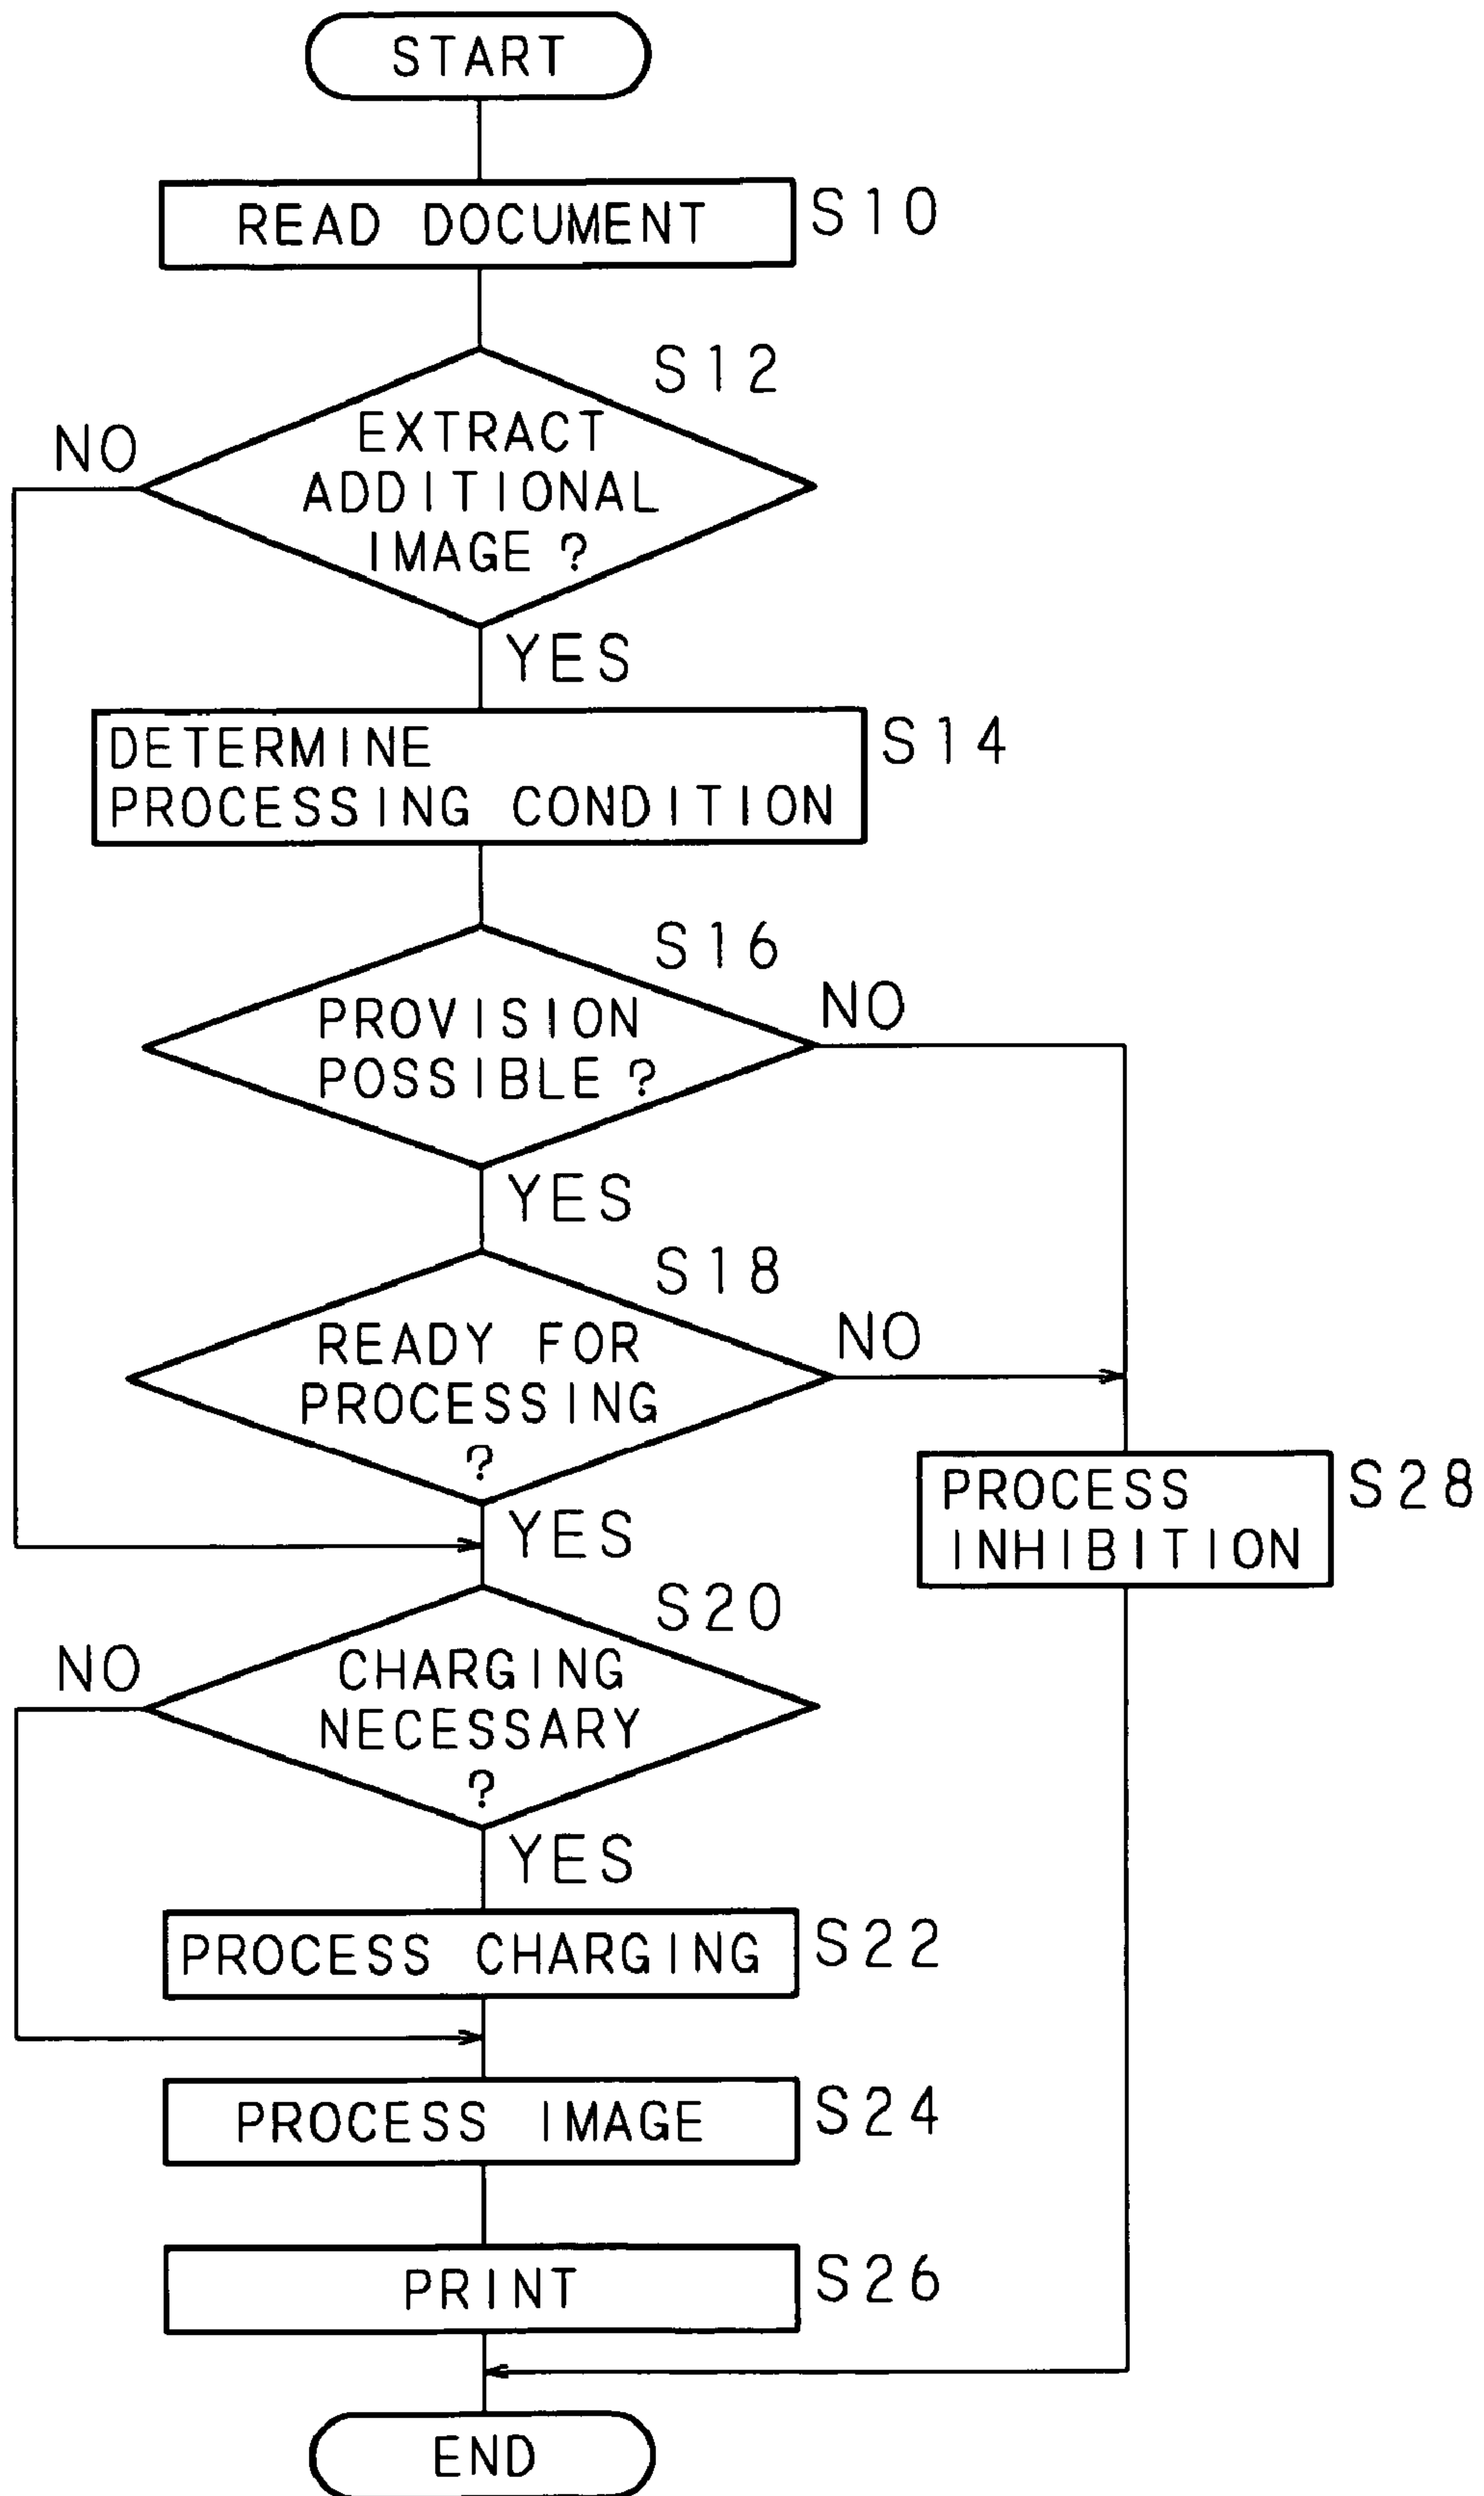 START
READ DOCUMENT
S10
S12
NO
EXTRACT
ADDITIONAL
IMAGE ?
YES
DETERMINE
PROCESSING CONDITION
S14
S16
NO
PROVISION
POSSIBLE ?
YES
S18
NO
READY FOR
PROCESSING
?
YES
PROCESS
INHIBITION
S28
S20
NO
CHARGING
NECESSARY
?
YES
PROCESS CHARGING
S22
PROCESS IMAGE
S24
PRINT
S26
END